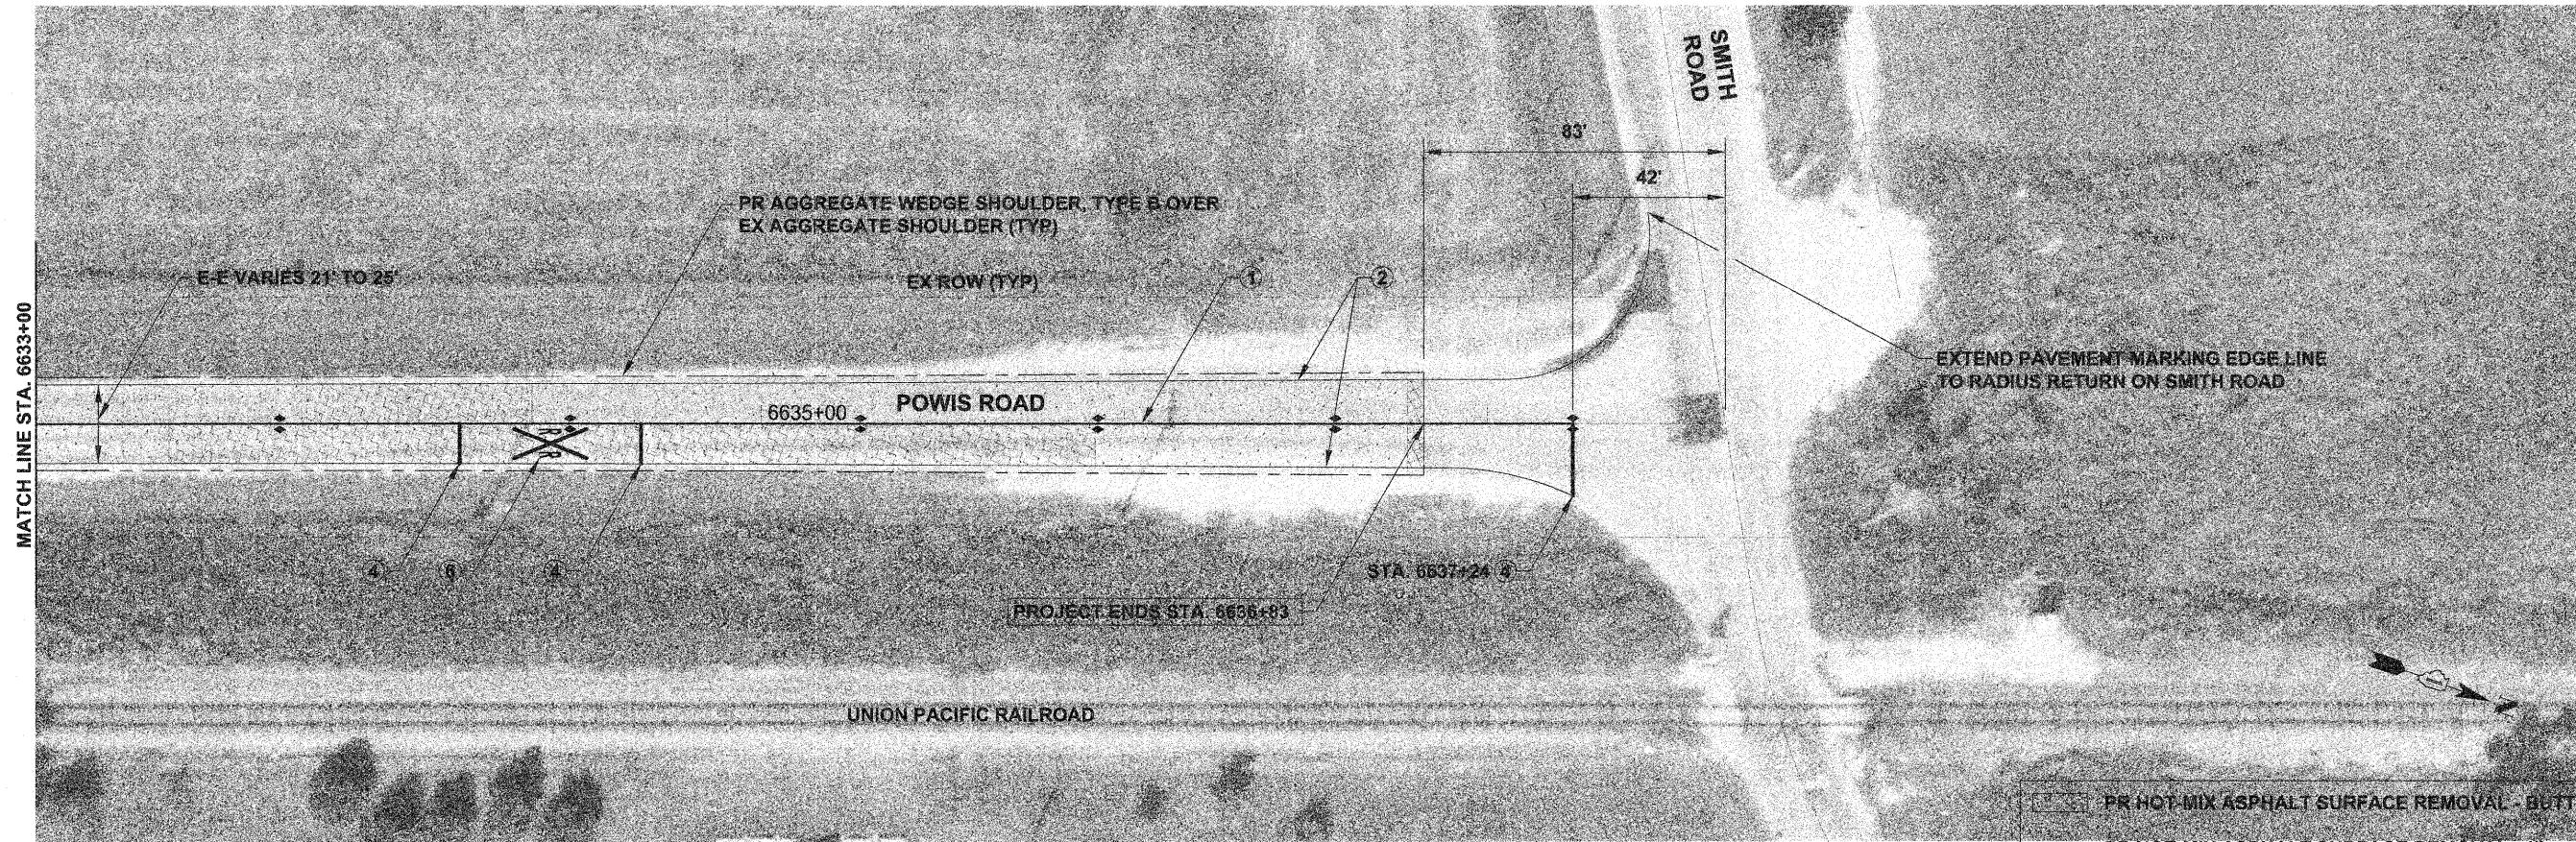 SMITH
ROAD
83'
42'
PR AGGREGATE WEDGE SHOULDER, TYPE B OVER
EX AGGREGATE SHOULDER (TYP)
E-E VARIES 21' TO 25'
EX ROW (TYP)
1
2
MATCH LINE STA. 6633+00
EXTEND PAVEMENT MARKING EDGE LINE
TO RADIUS RETURN ON SMITH ROAD
6635+00
POWIS ROAD
R R
4
6
4
STA. 6637+24 4
PROJECT ENDS STA. 6636+83
UNION PACIFIC RAILROAD
PR HOT-MIX ASPHALT SURFACE REMOVAL - BUTT